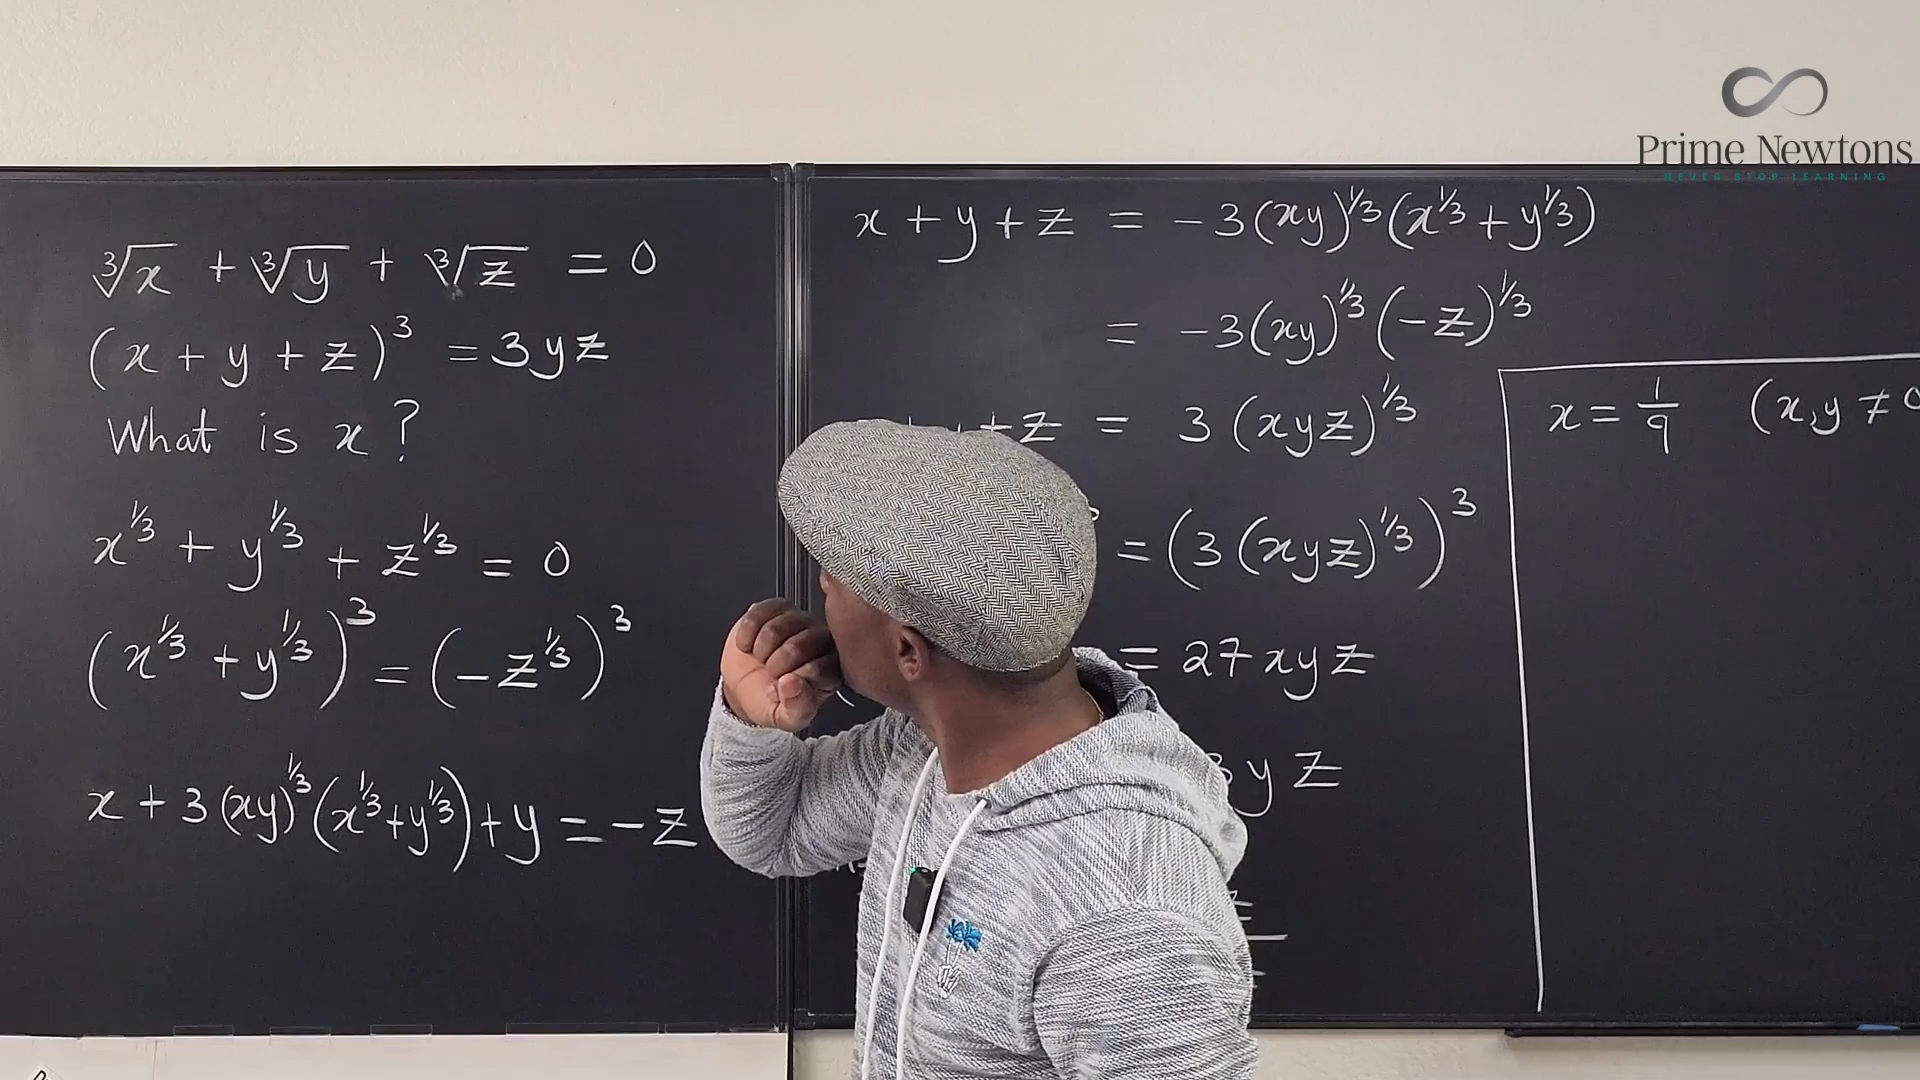 ∛x + ∛y + ∛z = 0
(x + y + z)³ = 3yz
What is x?
x^(1/3) + y^(1/3) + z^(1/3) = 0
(x^(1/3) + y^(1/3))³ = (-z^(1/3))³
x + 3(xy)^(1/3)(x^(1/3) + y^(1/3)) + y = -z
x + y + z = -3(xy)^(1/3)(x^(1/3) + y^(1/3))
= -3(xy)^(1/3)(-z)^(1/3)
+ z = 3(xyz)^(1/3)
= (3(xyz)^(1/3))³
= 27xyz
3yz
x = 1/9 (x,y ≠ 0
Prime Newtons
NEVER STOP LEARNING